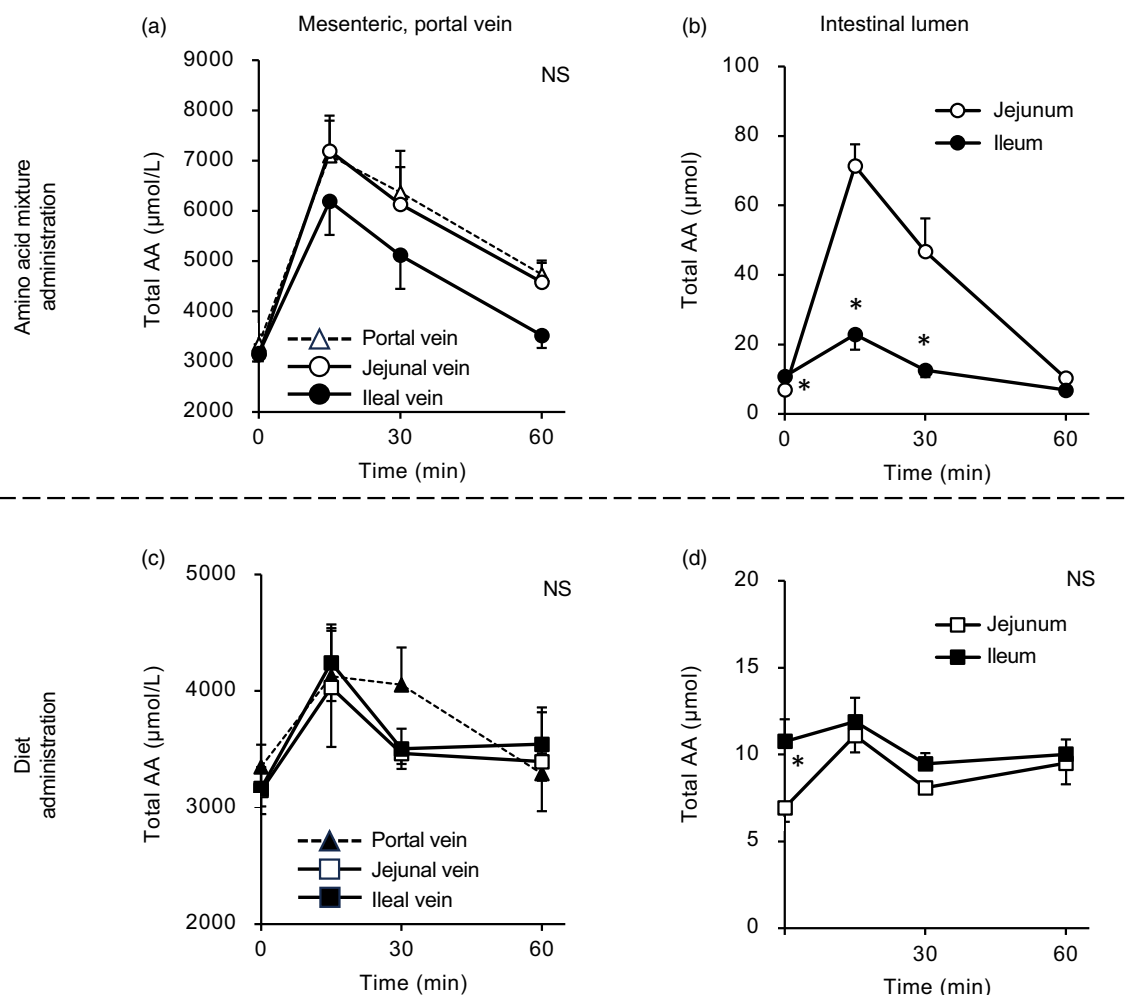 (a)
Mesenteric, portal vein
(b)
Intestinal lumen
Amino acid mixture
administration
Total AA (μmol/L)
9000
8000
7000
6000
5000
4000
3000
2000
NS
Portal vein
Jejunal vein
Ileal vein
0
30
60
Time (min)
Total AA (μmol)
100
80
60
40
20
0
Jejunum
Ileum
*
*
*
0
30
60
Time (min)
Diet
administration
(c)
Total AA (μmol/L)
5000
4000
3000
2000
NS
Portal vein
Jejunal vein
Ileal vein
0
30
60
Time (min)
(d)
Total AA (μmol)
20
15
10
5
0
NS
Jejunum
Ileum
*
30
60
Time (min)